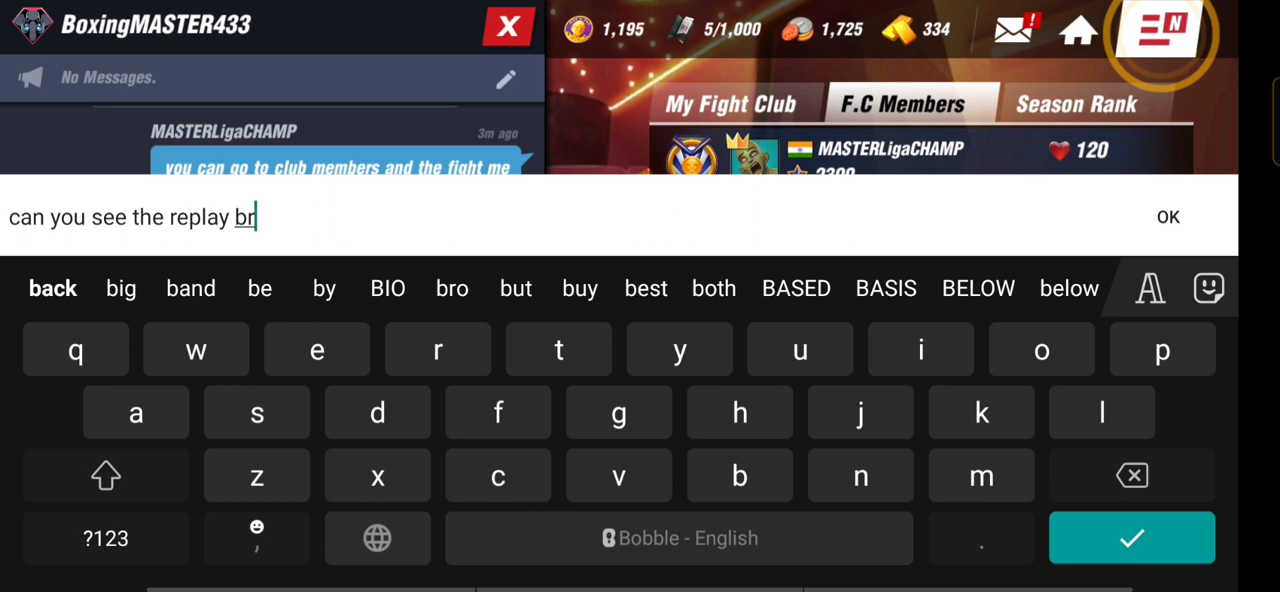 BoxingMASTER433
X
1,195
5/1,000
1,725
334
!
N
No Messages.
My Fight Club
F.C Members
Season Rank
MASTERLigaCHAMP
3m ago
you can go to club members and the fight me
MASTERLigaCHAMP
120
2300
can you see the replay br
OK
back big band be by BIO bro but buy best both BASED BASIS BELOW below
q w e r t y u i o p
a s d f g h j k l
z x c v b n m
?123
,
Bobble - English
.